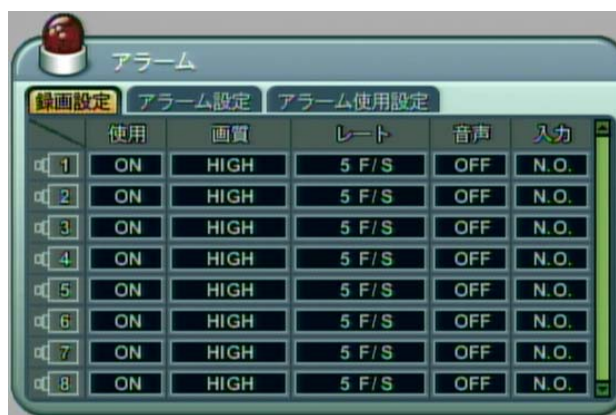 アラーム
録画設定 アラーム設定 アラーム使用設定
使用 画質 レート 音声 入力
1 ON HIGH 5 F/S OFF N.O.
2 ON HIGH 5 F/S OFF N.O.
3 ON HIGH 5 F/S OFF N.O.
4 ON HIGH 5 F/S OFF N.O.
5 ON HIGH 5 F/S OFF N.O.
6 ON HIGH 5 F/S OFF N.O.
7 ON HIGH 5 F/S OFF N.O.
8 ON HIGH 5 F/S OFF N.O.